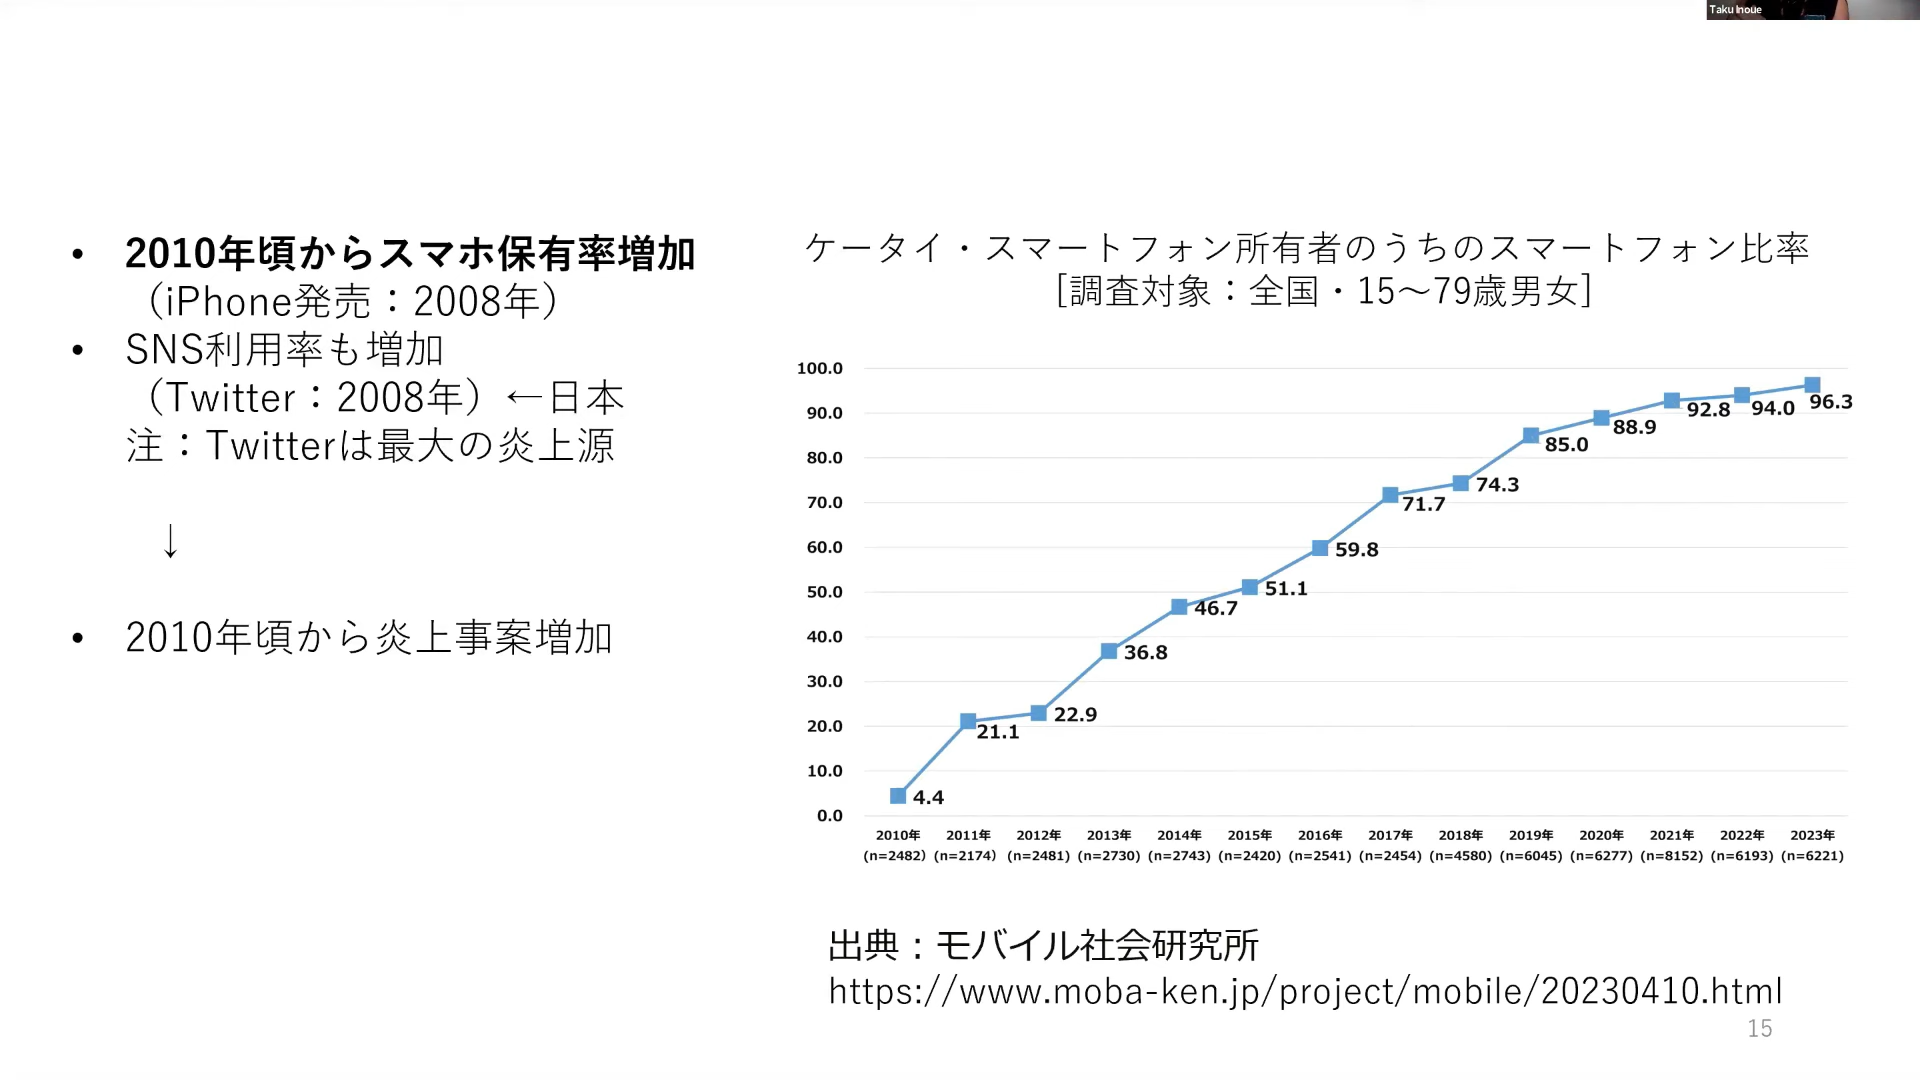 Taku Inoue
• 2010年頃からスマホ保有率増加
（iPhone発売：2008年）
• SNS利用率も増加
（Twitter：2008年）←日本
注：Twitterは最大の炎上源
↓
• 2010年頃から炎上事案増加
ケータイ・スマートフォン所有者のうちのスマートフォン比率
[調査対象：全国・15～79歳男女]
100.0
90.0
80.0
70.0
60.0
50.0
40.0
30.0
20.0
10.0
0.0
4.4
21.1
22.9
36.8
46.7
51.1
59.8
71.7
74.3
85.0
88.9
92.8
94.0
96.3
2010年 2011年 2012年 2013年 2014年 2015年 2016年 2017年 2018年 2019年 2020年 2021年 2022年 2023年
(n=2482) (n=2174) (n=2481) (n=2730) (n=2743) (n=2420) (n=2541) (n=2454) (n=4580) (n=6045) (n=6277) (n=8152) (n=6193) (n=6221)
出典：モバイル社会研究所
https://www.moba-ken.jp/project/mobile/20230410.html
15